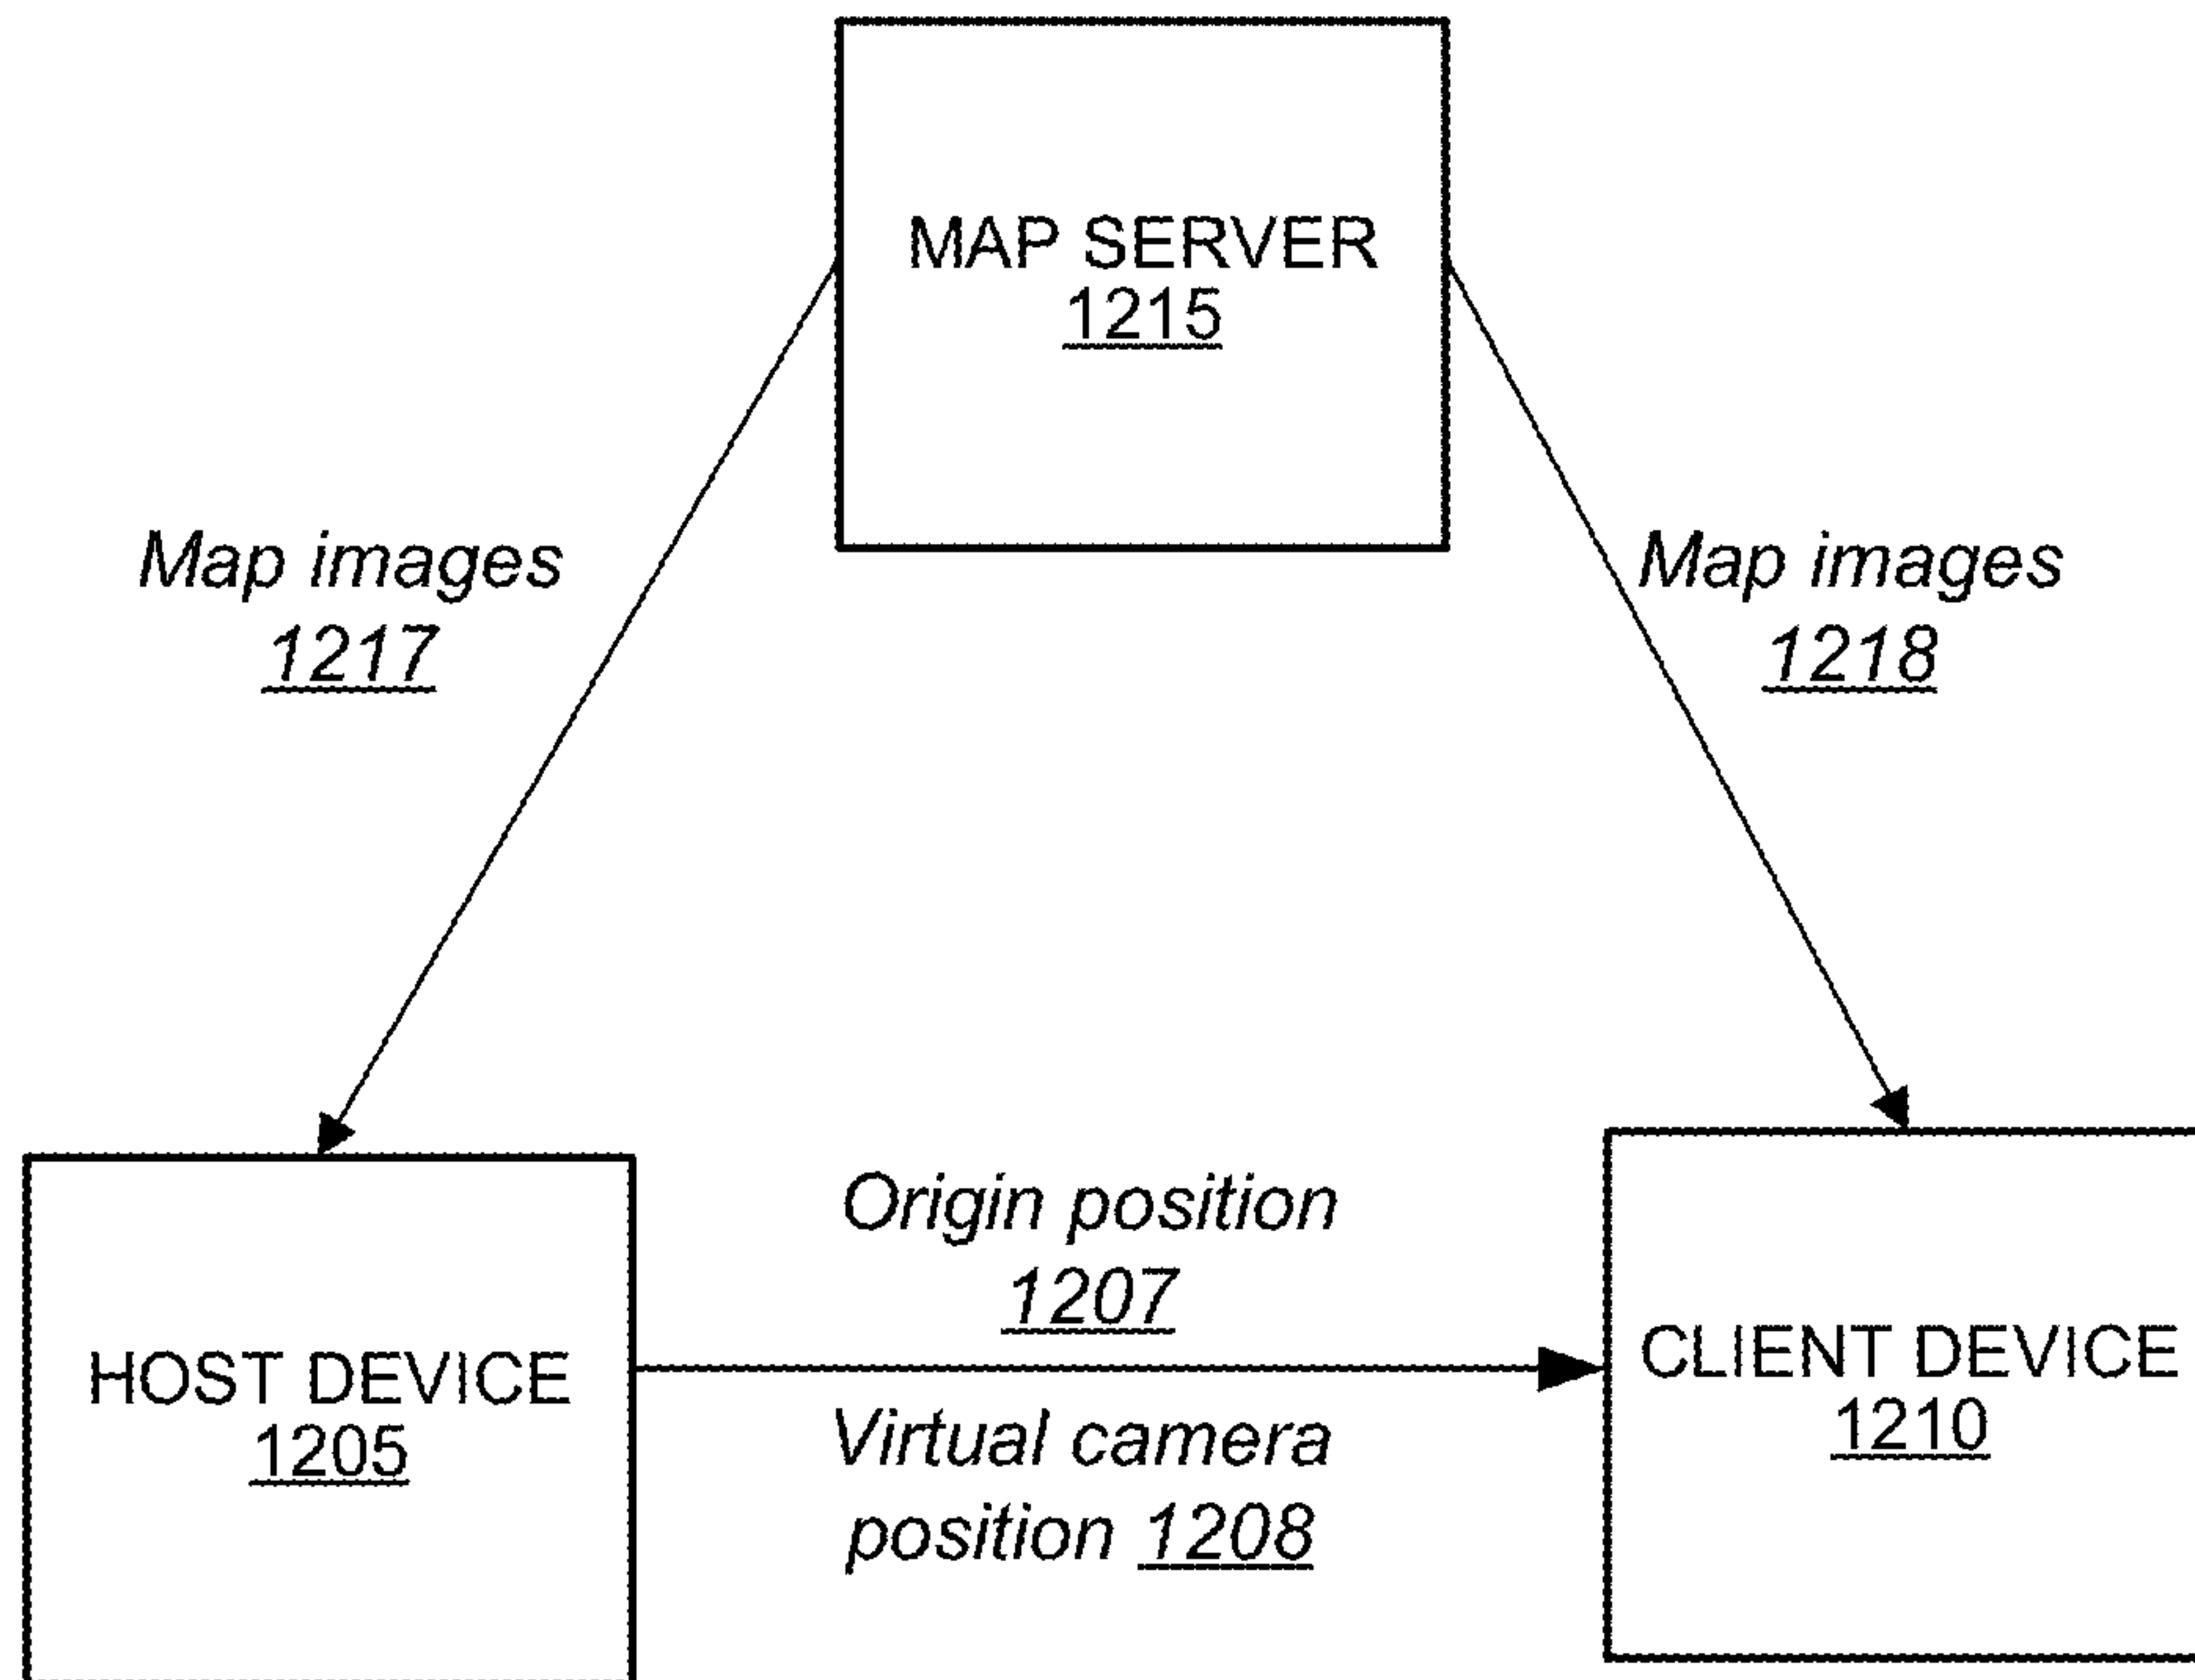 MAP SERVER
1215
Map images
1217
Map images
1218
Origin position
1207
HOST DEVICE
1205
Virtual camera
position 1208
CLIENT DEVICE
1210